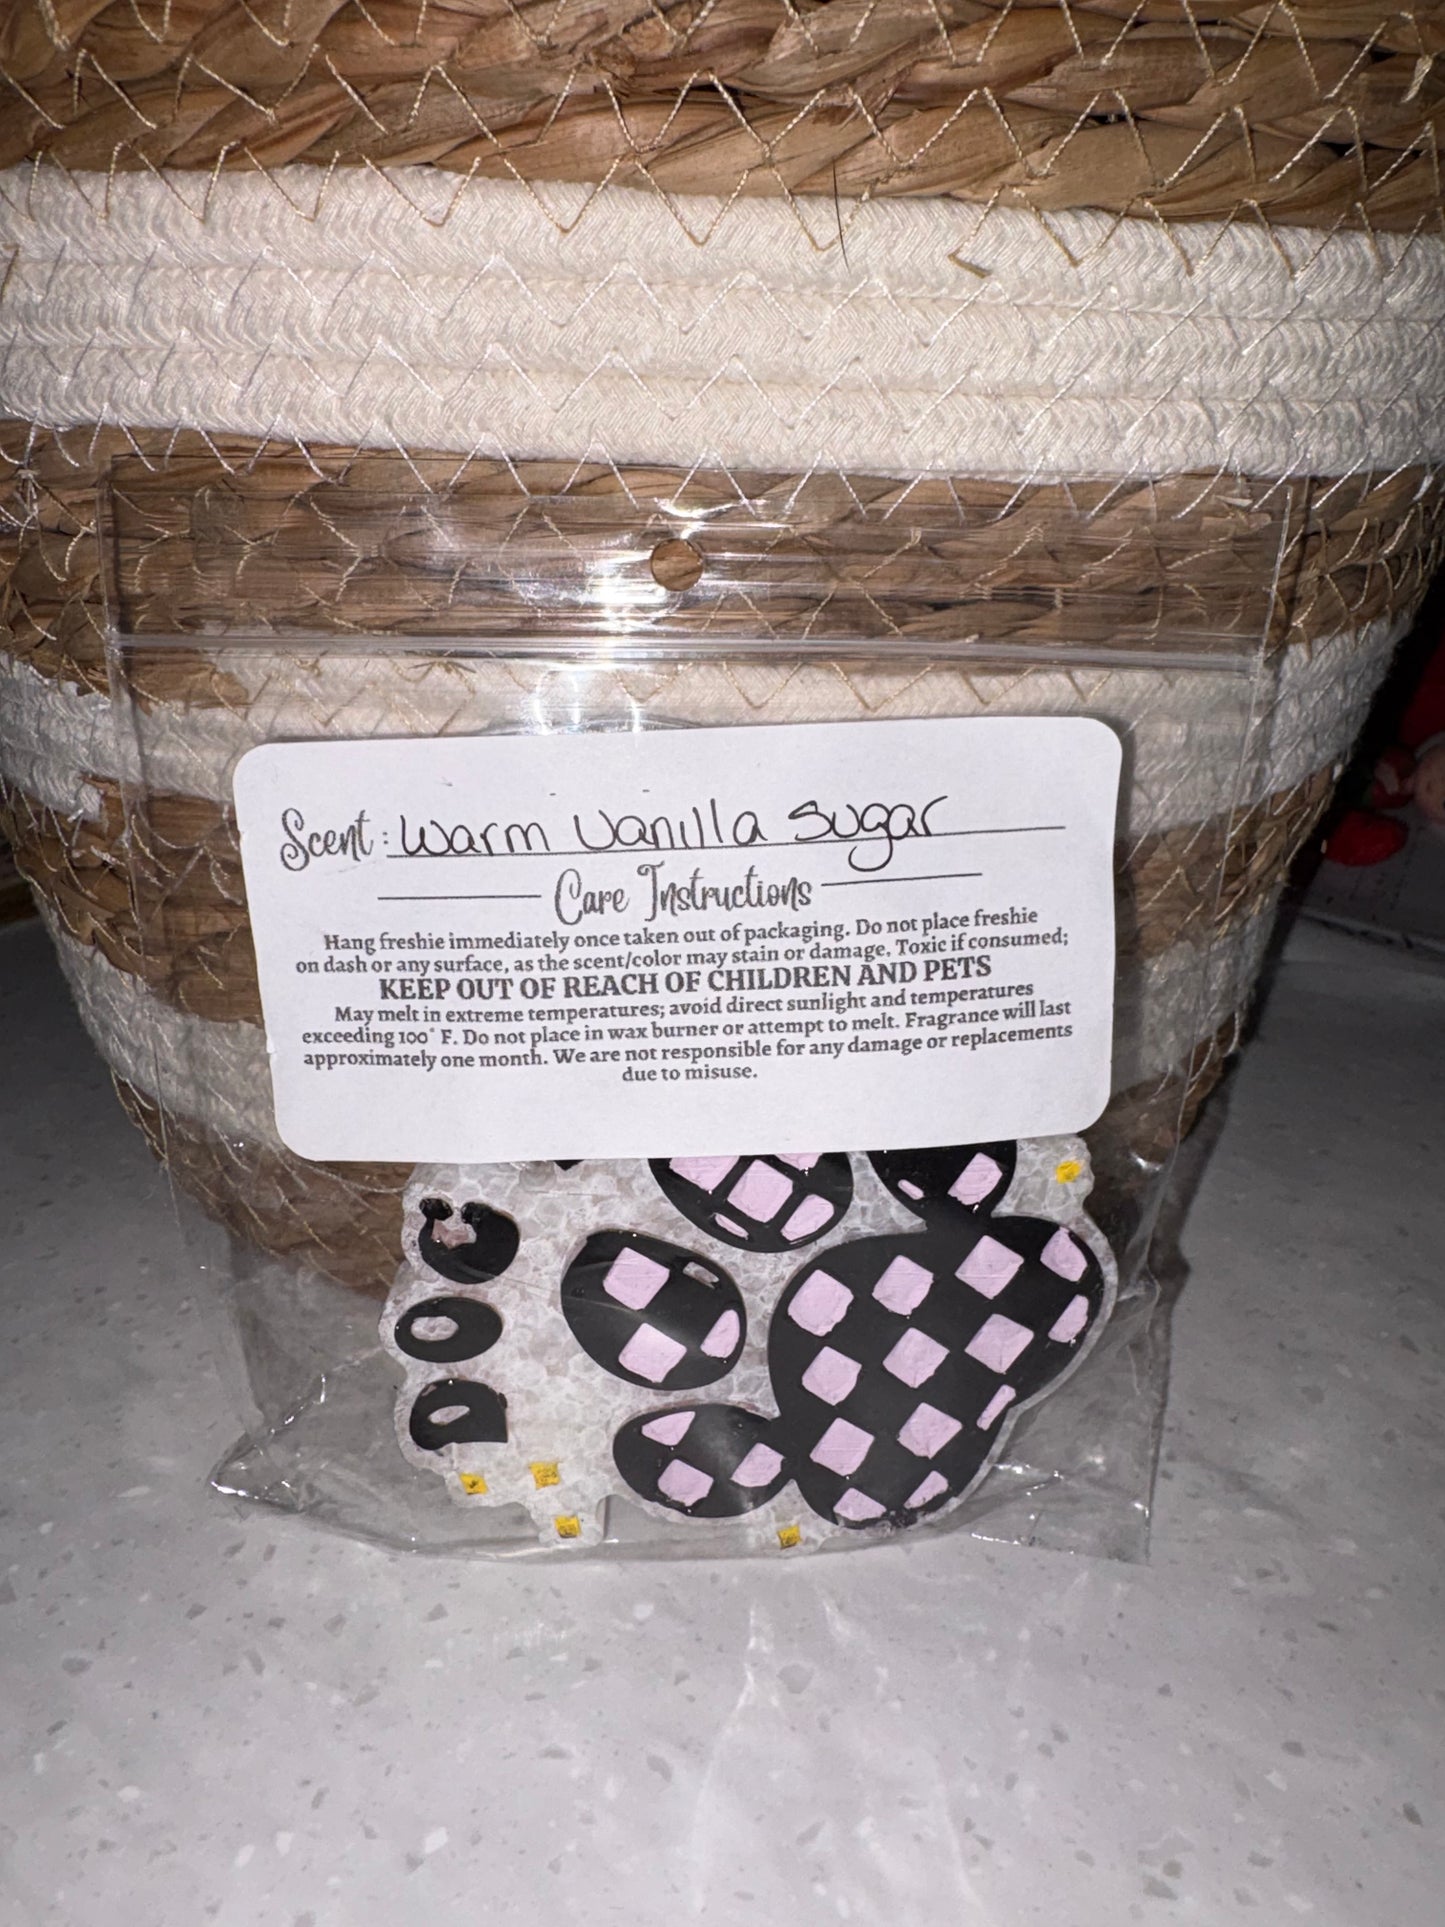 Scent: Warm Vanilla Sugar
Care Instructions
Hang freshie immediately once taken out of packaging. Do not place freshie
on dash or any surface, as the scent/color may stain or damage. Toxic if consumed;
KEEP OUT OF REACH OF CHILDREN AND PETS
May melt in extreme temperatures; avoid direct sunlight and temperatures
exceeding 100° F. Do not place in wax burner or attempt to melt. Fragrance will last
approximately one month. We are not responsible for any damage or replacements
due to misuse.